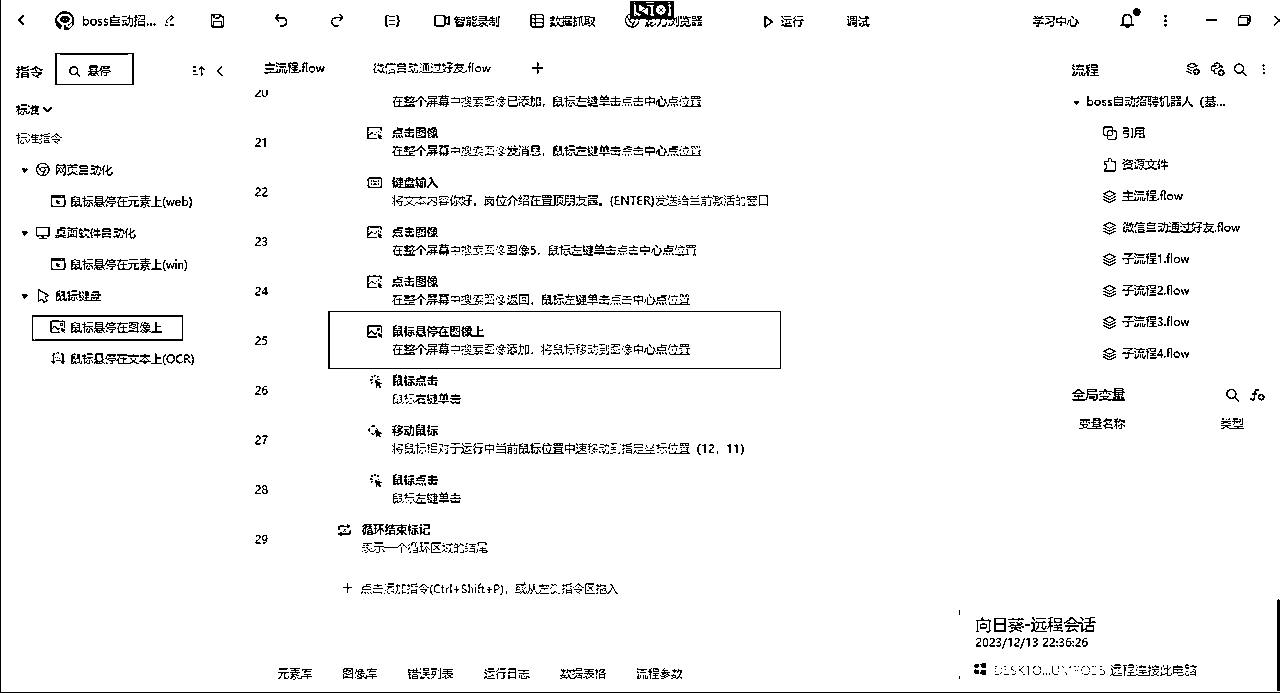 boss自动招...
智能录制
数据抓取
运行
调试
学习中心
指令
悬停
主流程.flow
微信自动通过好友.flow
流程
标准
标准指令
网页自动化
鼠标悬停在元素上(web)
桌面软件自动化
鼠标悬停在元素上(win)
鼠标键盘
鼠标悬停在图像上
鼠标悬停在文本上(OCR)
20
在整个屏幕中搜索图像已添加，鼠标左键单击点击中心点位置
21
点击图像
在整个屏幕中搜索图像发消息，鼠标左键单击点击中心点位置
22
键盘输入
将文本内容你好，岗位介绍在置顶朋友圈。{ENTER}发送给当前激活的窗口
23
点击图像
在整个屏幕中搜索图像图像5，鼠标左键单击点击中心点位置
24
点击图像
在整个屏幕中搜索图像返回，鼠标左键单击点击中心点位置
25
鼠标悬停在图像上
在整个屏幕中搜索图像添加，将鼠标移动到图像中心点位置
26
鼠标点击
鼠标右键单击
27
移动鼠标
将鼠标相对于运行中当前鼠标位置中速移动到指定坐标位置 (12，11)
28
鼠标点击
鼠标左键单击
29
循环结束标记
表示一个循环区域的结尾
点击添加指令(Ctrl+Shift+P)，或从左侧指令区拖入
boss自动招聘机器人（基...
引用
资源文件
主流程.flow
微信自动通过好友.flow
子流程1.flow
子流程2.flow
子流程3.flow
子流程4.flow
全局变量
变量名称
类型
元素库
图像库
错误列表
运行日志
数据表格
流程参数
向日葵-远程会话
2023/12/13 22:36:26
远程连接此电脑